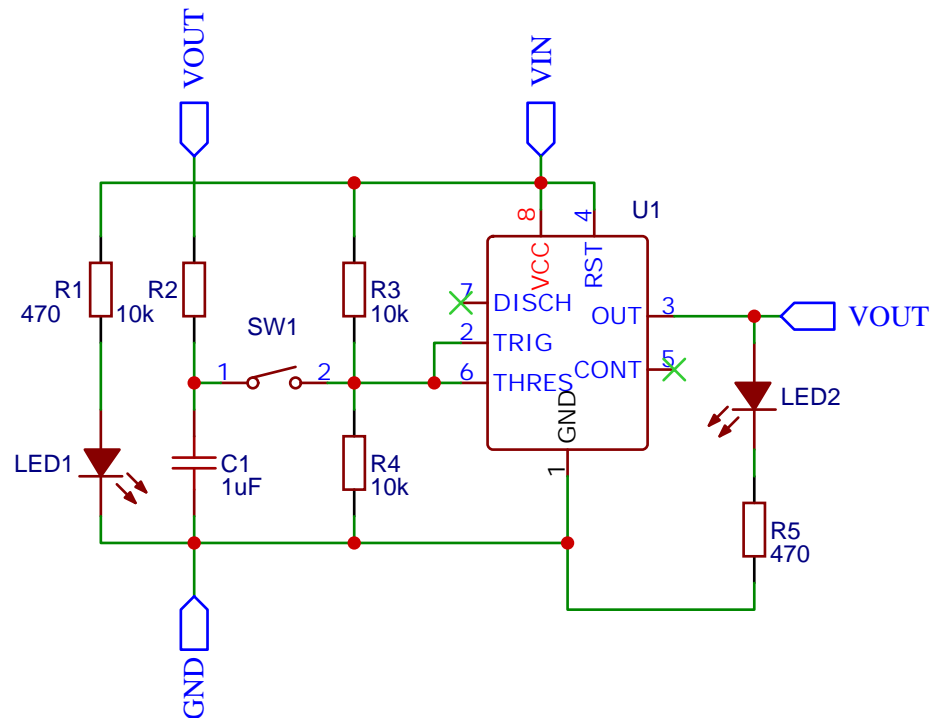 VOUT
VIN
U1
8
4
VCC
RST
R1
470
R2
10k
R3
10k
7
DISCH
OUT
3
VOUT
2
TRIG
SW1
1
2
6
THRES
CONT
5
LED2
GND
1
LED1
C1
1uF
R4
10k
R5
470
GND